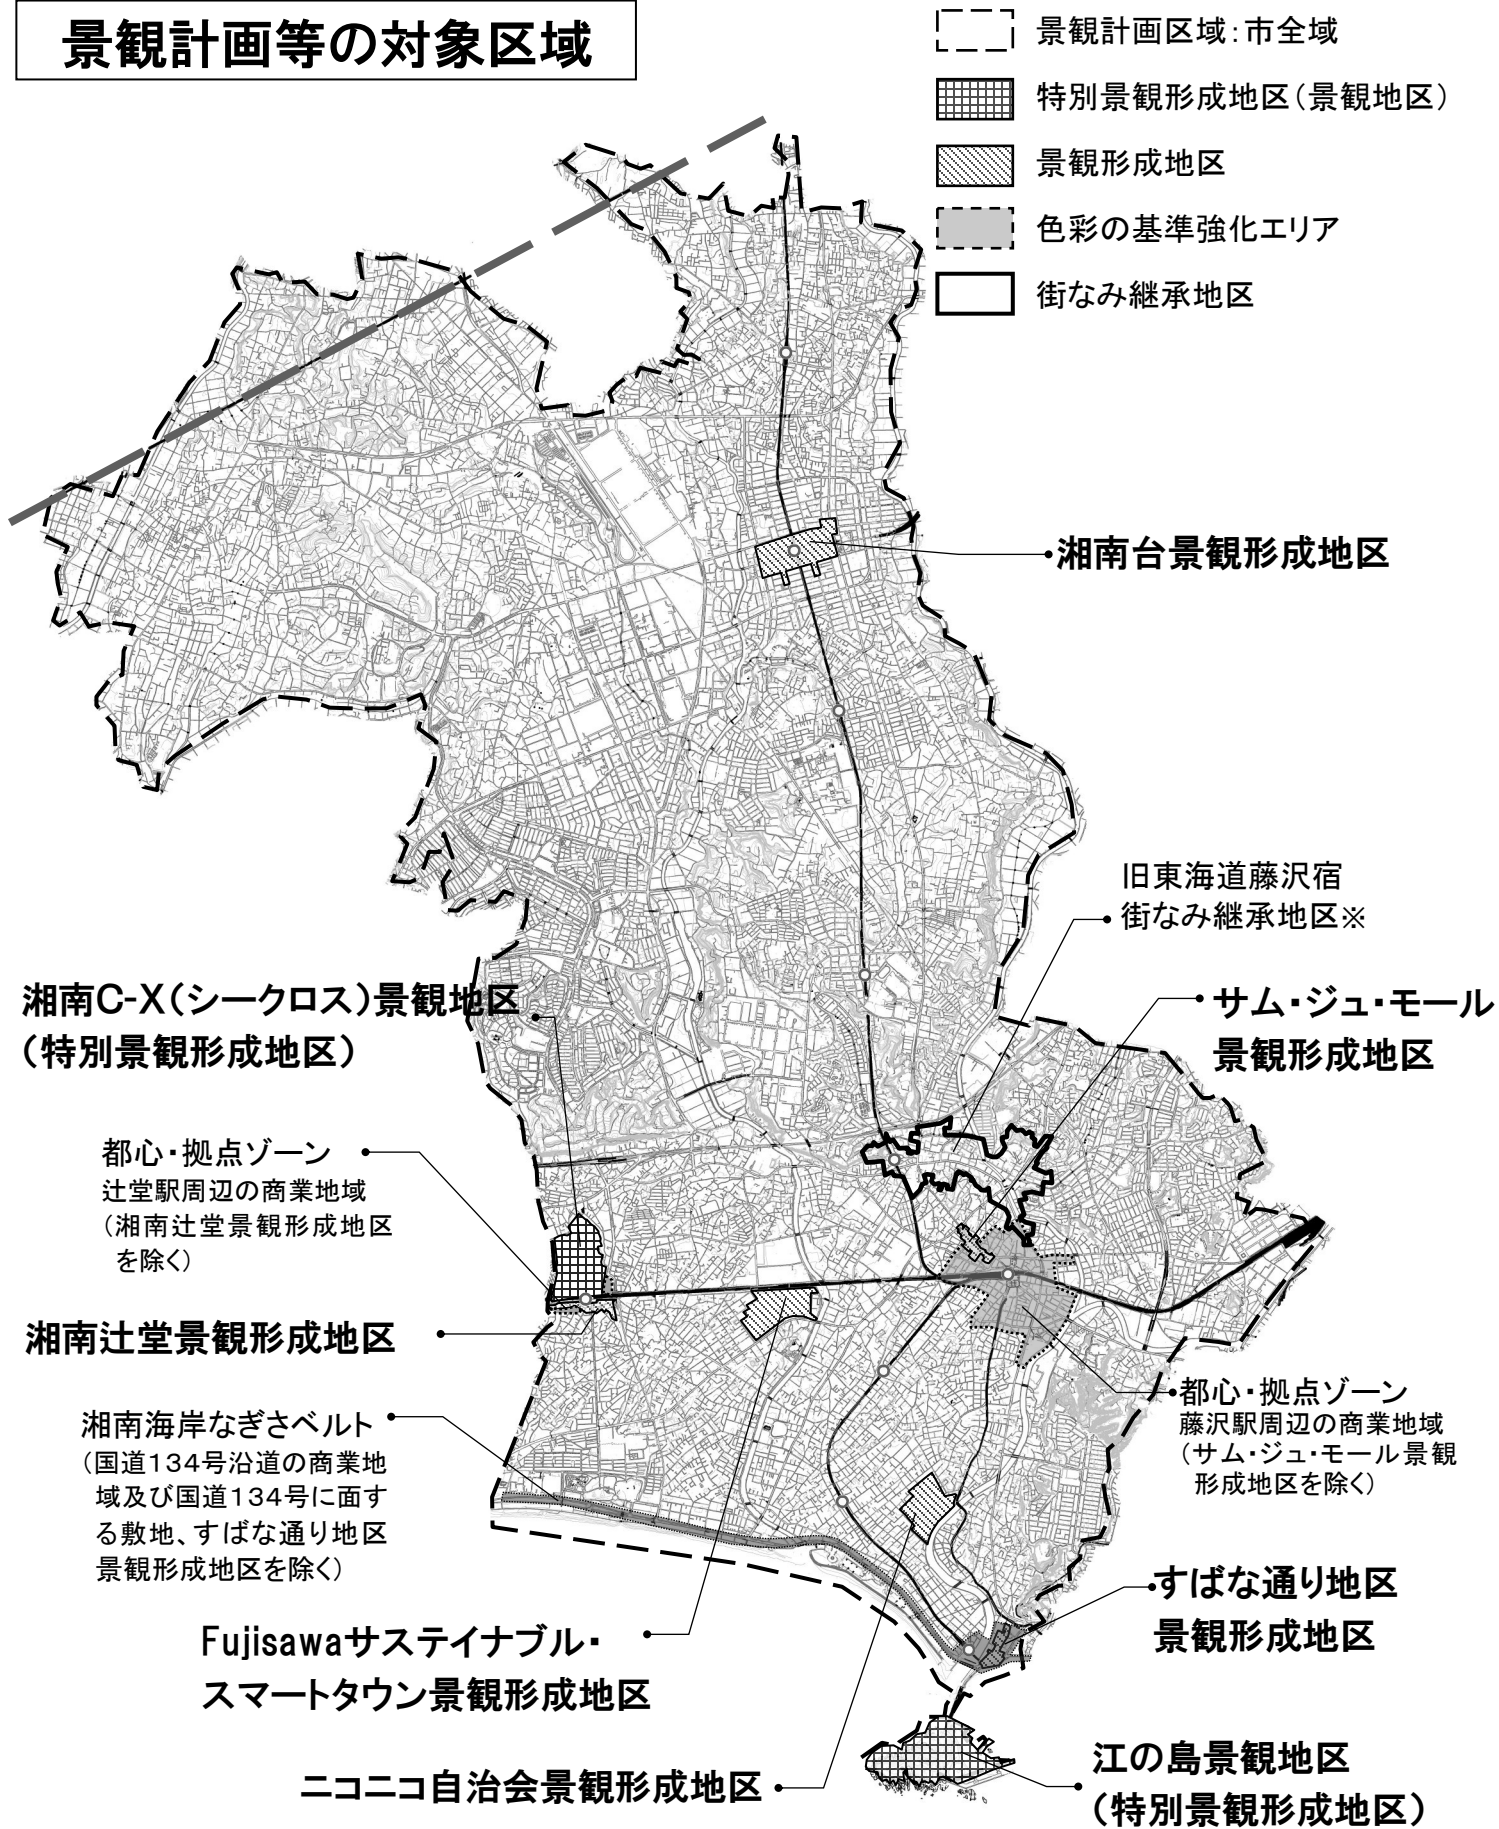 景観計画等の対象区域
景観計画区域：市全域
特別景観形成地区（景観地区）
景観形成地区
色彩の基準強化エリア
街なみ継承地区
湘南台景観形成地区
旧東海道藤沢宿
街なみ継承地区※
サム・ジュ・モール
景観形成地区
湘南C-X（シークロス）景観地区
（特別景観形成地区）
都心・拠点ゾーン
辻堂駅周辺の商業地域
（湘南辻堂景観形成地区
を除く）
湘南辻堂景観形成地区
都心・拠点ゾーン
藤沢駅周辺の商業地域
（サム・ジュ・モール景観
形成地区を除く）
湘南海岸なぎさベルト
（国道134号沿道の商業地
域及び国道134号に面す
る敷地、すばな通り地区
景観形成地区を除く）
すばな通り地区
景観形成地区
Fujisawaサステイナブル・
スマートタウン景観形成地区
ニコニコ自治会景観形成地区
江の島景観地区
（特別景観形成地区）